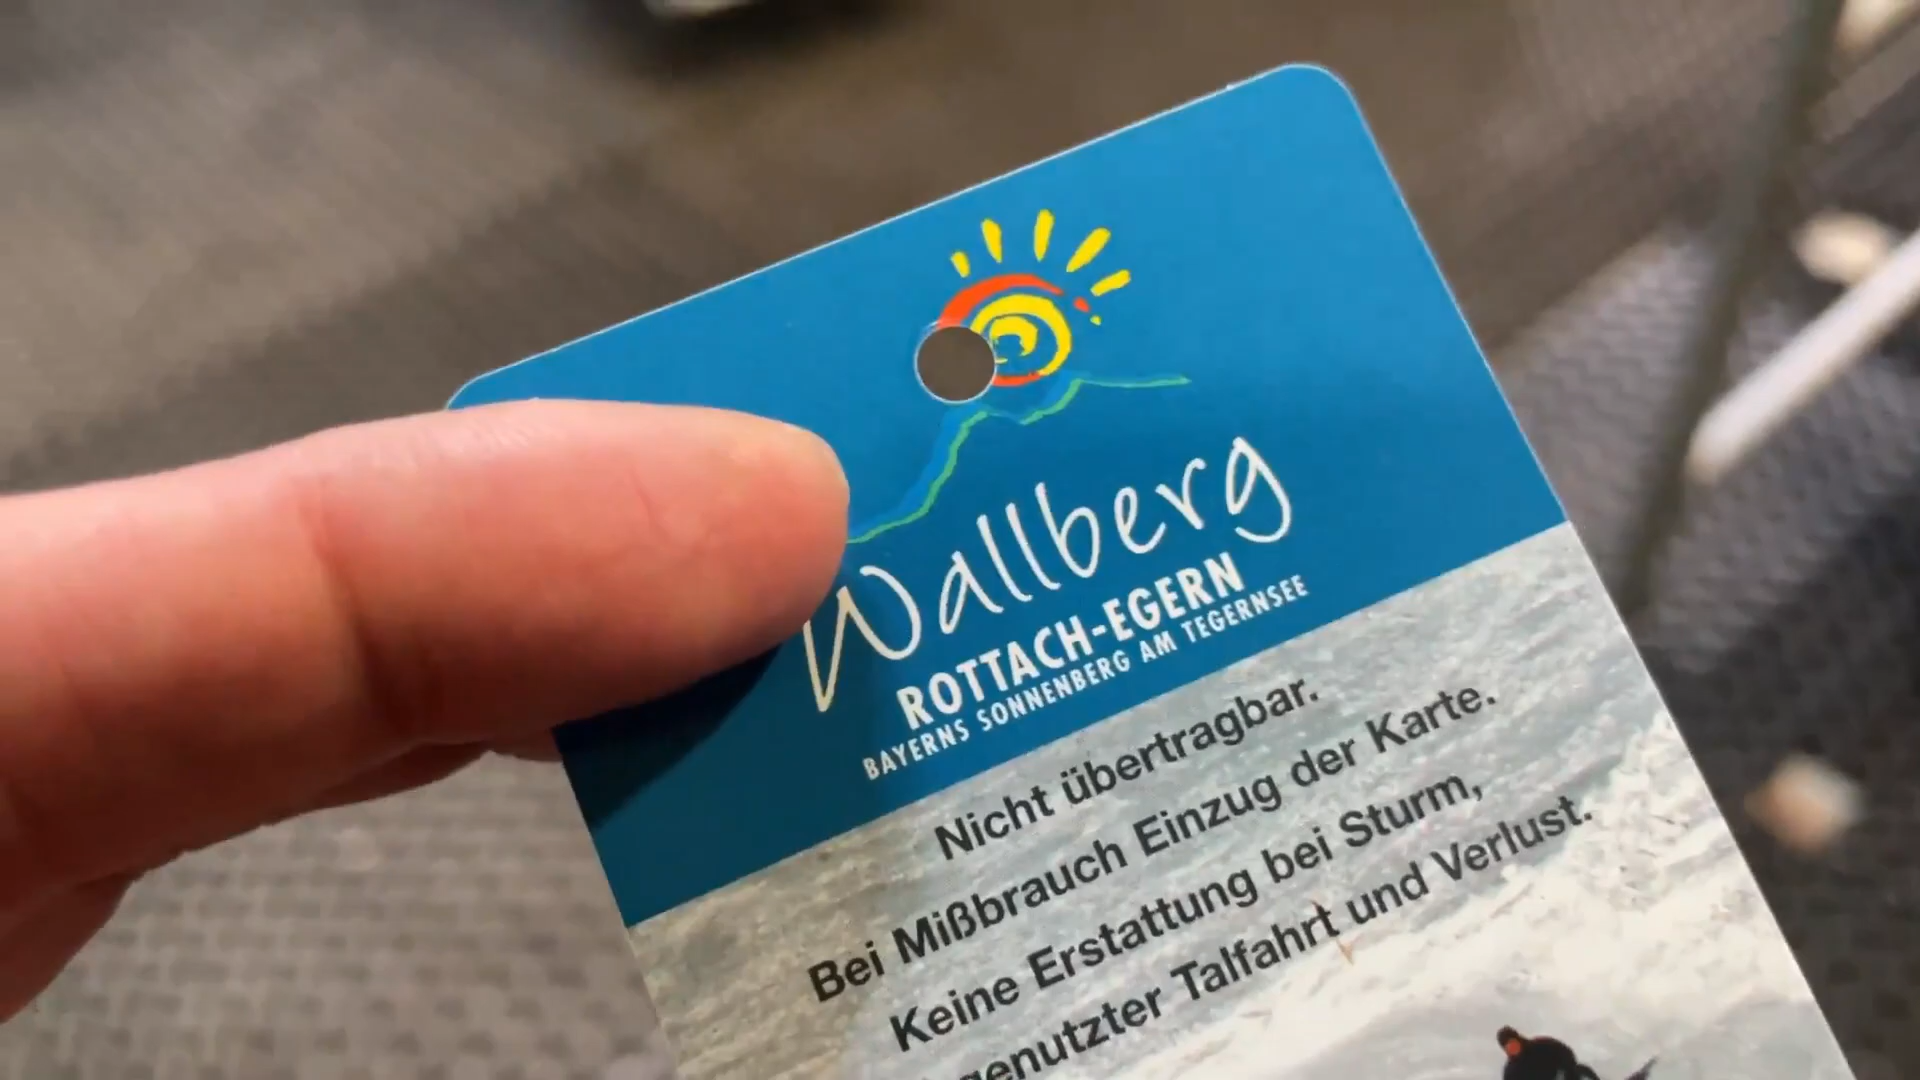 Wallberg
ROTTACH-EGERN
BAYERNS SONNENBERG AM TEGERNSEE
Nicht übertragbar.
Bei Mißbrauch Einzug der Karte.
Keine Erstattung bei Sturm,
Talfahrt und Verlust.